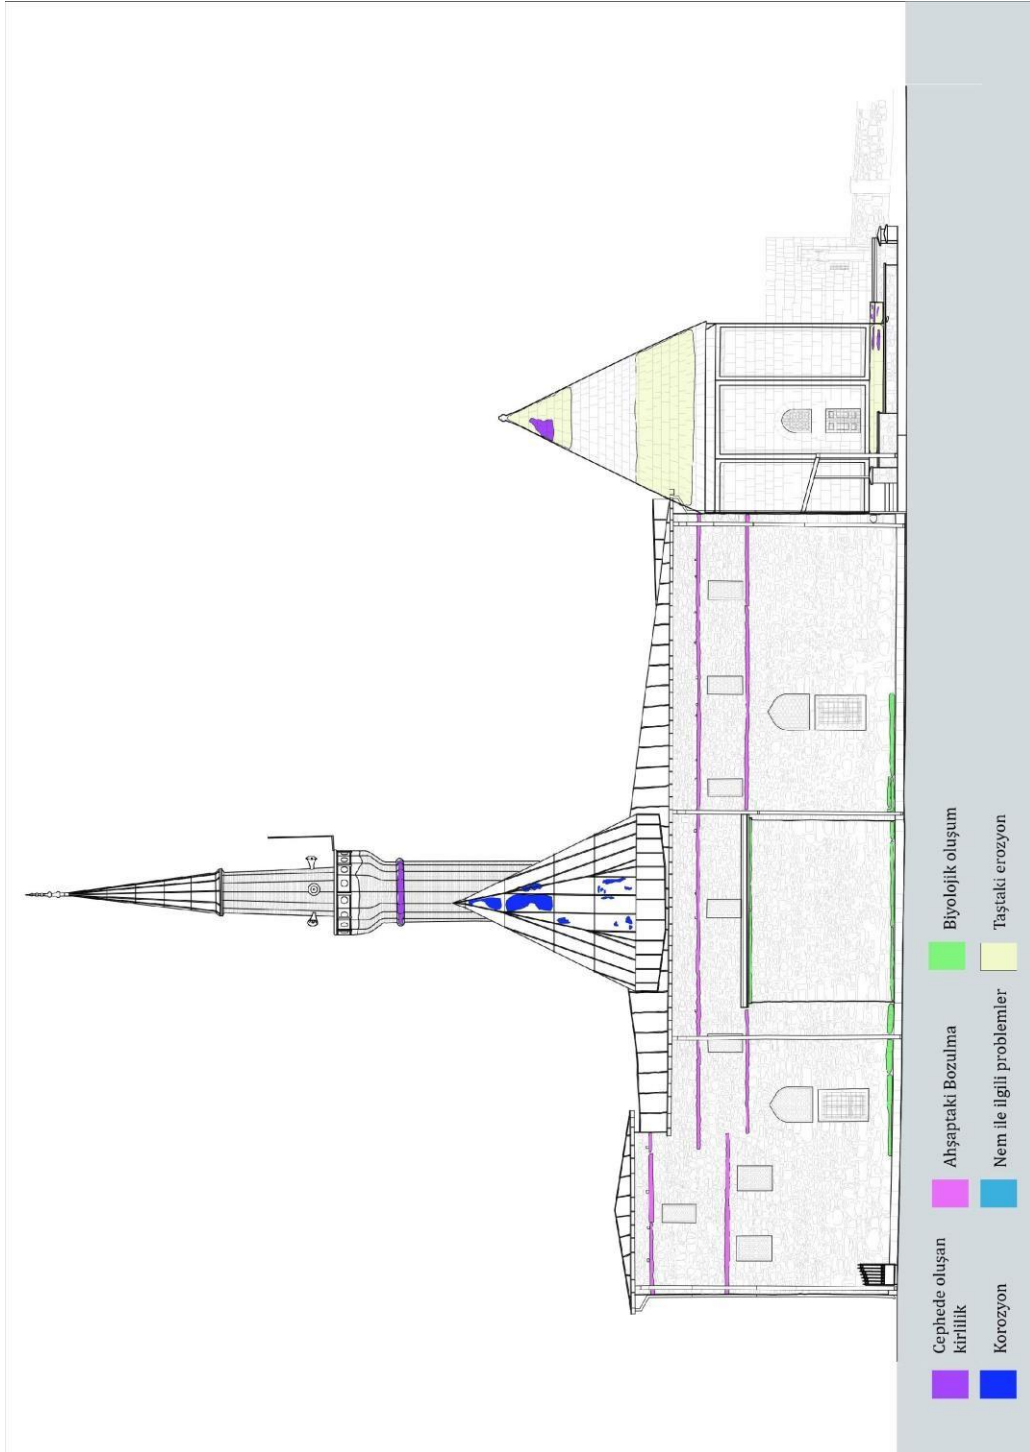 Cephede oluşan
kirlilik
Ahşaptaki Bozulma
Biyolojik oluşum
Korozyon
Nem ile ilgili problemler
Taştaki erozyon